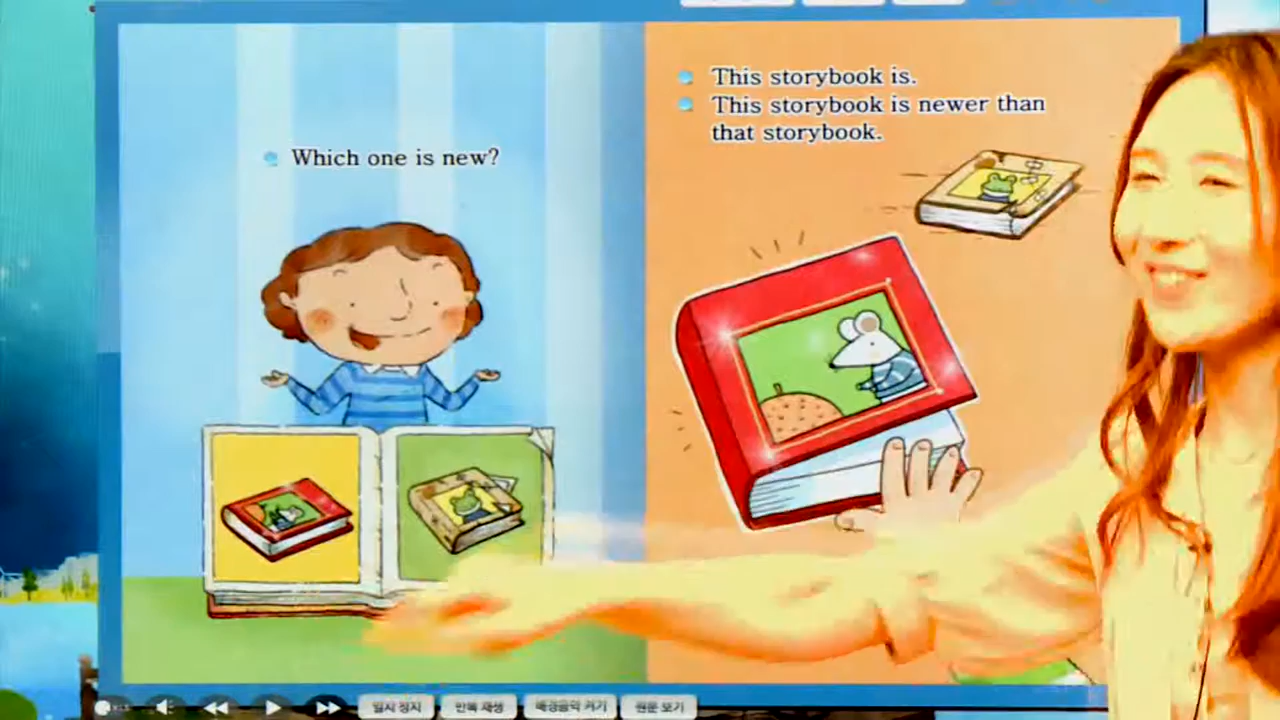 Which one is new?
This storybook is.
This storybook is newer than
that storybook.
일시 정지
반복 재생
배경음악 켜기
원문 보기